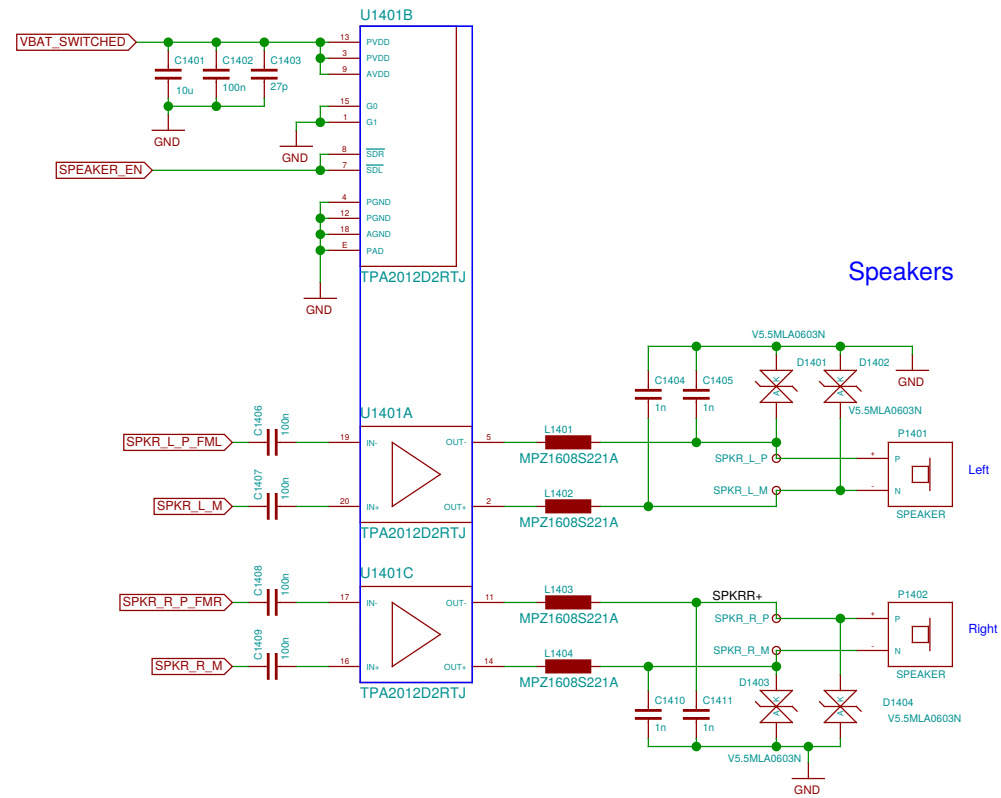 U1401B
VBAT_SWITCHED
13 PVDD
3 PVDD
9 AVDD
C1401 10u
C1402 100n
C1403 27p
GND
15 G0
1 G1
GND
8 SDR
7 SDL
SPEAKER_EN
4 PGND
12 PGND
18 AGND
E PAD
TPA2012D2RTJ
GND
Speakers
V5.5MLA0603N
C1404 1n
C1405 1n
D1401 A K
D1402 A K
V5.5MLA0603N
GND
U1401A
SPKR_L_P_FML
C1406 100n
19 IN-
OUT- 5
L1401
MPZ1608S221A
SPKR_L_P
SPKR_L_M
C1407 100n
20 IN+
OUT+ 2
L1402
MPZ1608S221A
SPKR_L_M
P1401
+ P
- N
SPEAKER
Left
TPA2012D2RTJ
U1401C
SPKR_R_P_FMR
C1408 100n
17 IN-
OUT- 11
L1403
MPZ1608S221A
SPKRR+
SPKR_R_P
SPKR_R_M
C1409 100n
16 IN+
OUT+ 14
L1404
MPZ1608S221A
SPKR_R_M
P1402
+ P
- N
SPEAKER
Right
TPA2012D2RTJ
C1410 1n
C1411 1n
D1403 A K
D1404 A K
V5.5MLA0603N
V5.5MLA0603N
GND